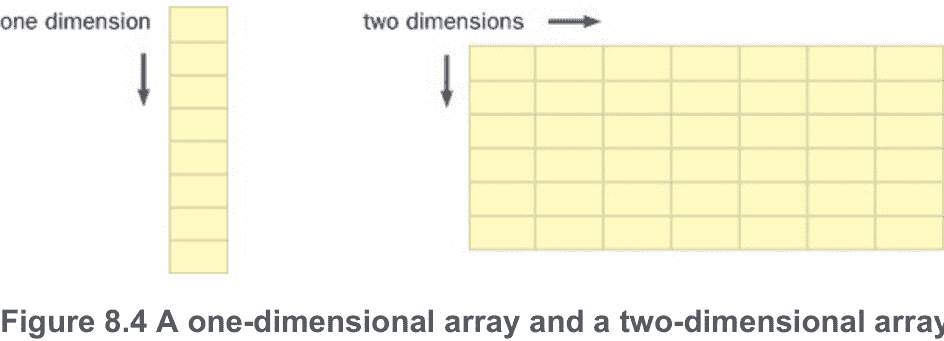 one dimension
two dimensions
Figure 8.4 A one-dimensional array and a two-dimensional array